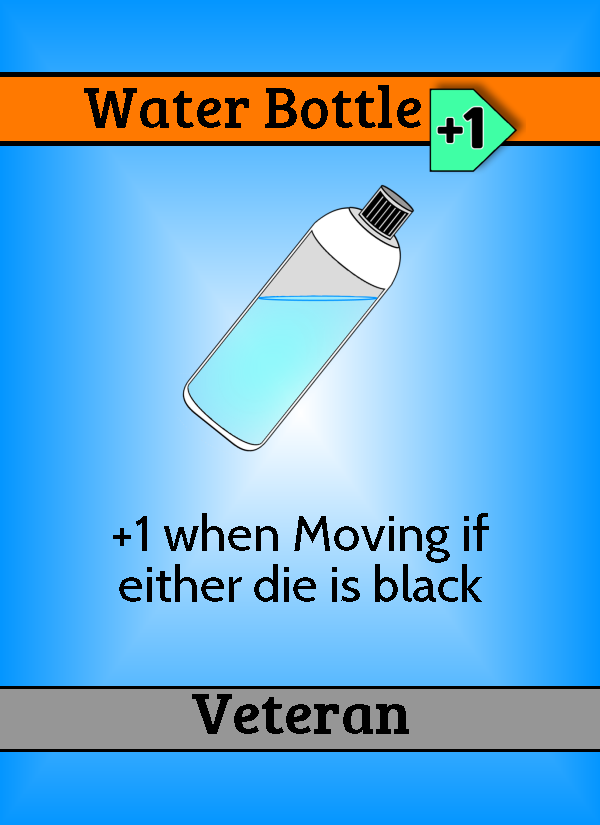 Water Bottle +1
+1 when Moving if
either die is black
Veteran